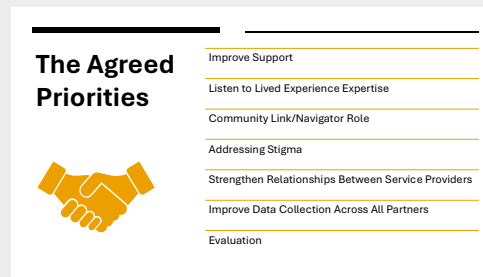 The Agreed
Priorities
Improve Support
Listen to Lived Experience Expertise
Community Link/Navigator Role
Addressing Stigma
Strengthen Relationships Between Service Providers
Improve Data Collection Across All Partners
Evaluation